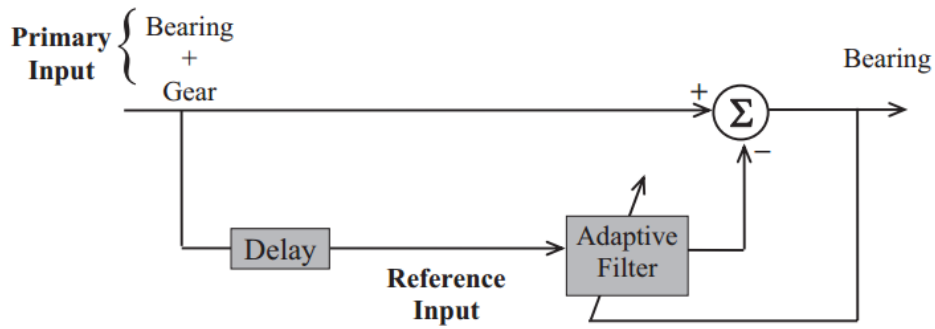 Primary
Input
{
Bearing
+
Gear
Bearing
+
Σ
−
Delay
Reference
Input
Adaptive
Filter